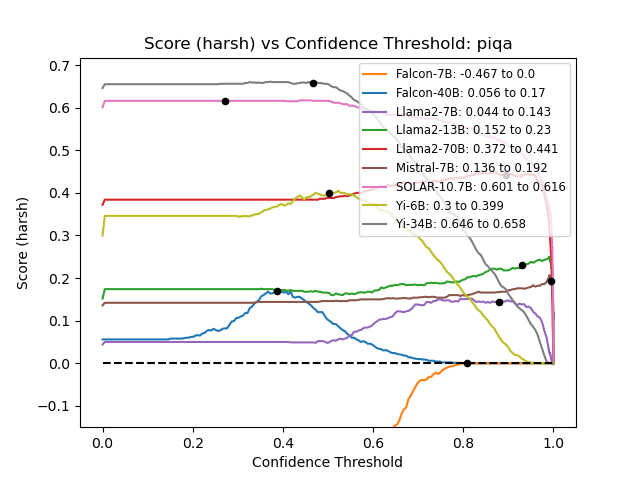 Score (harsh) vs Confidence Threshold: piqa
Score (harsh)
0.7
0.6
0.5
0.4
0.3
0.2
0.1
0.0
−0.1
Falcon-7B: -0.467 to 0.0
Falcon-40B: 0.056 to 0.17
Llama2-7B: 0.044 to 0.143
Llama2-13B: 0.152 to 0.23
Llama2-70B: 0.372 to 0.441
Mistral-7B: 0.136 to 0.192
SOLAR-10.7B: 0.601 to 0.616
Yi-6B: 0.3 to 0.399
Yi-34B: 0.646 to 0.658
0.0 0.2 0.4 0.6 0.8 1.0
Confidence Threshold